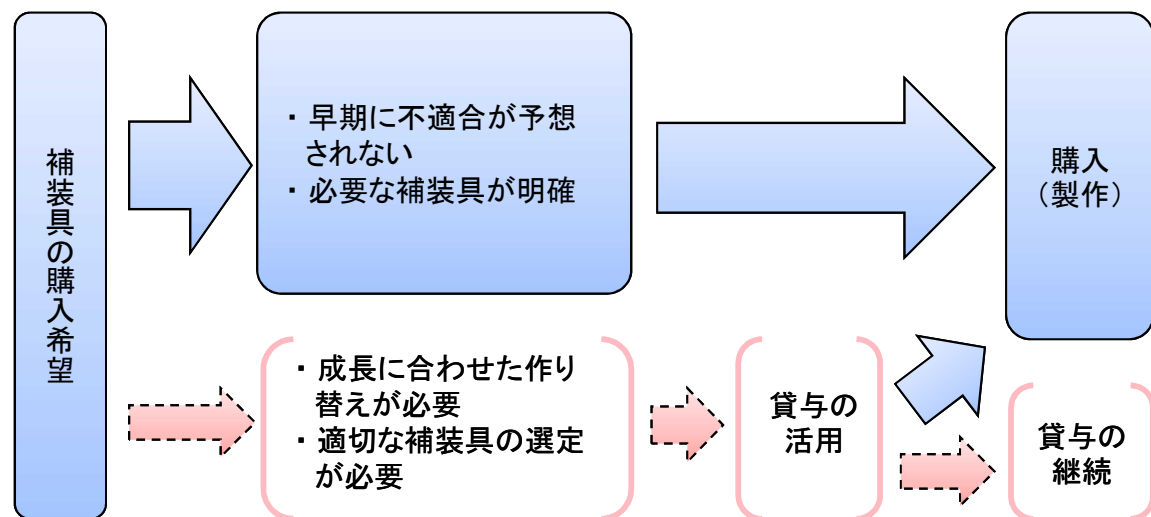 補装具の購入希望
・早期に不適合が予想
されない
・必要な補装具が明確
購入
（製作）
・成長に合わせた作り
替えが必要
・適切な補装具の選定
が必要
貸与の
活用
貸与の
継続